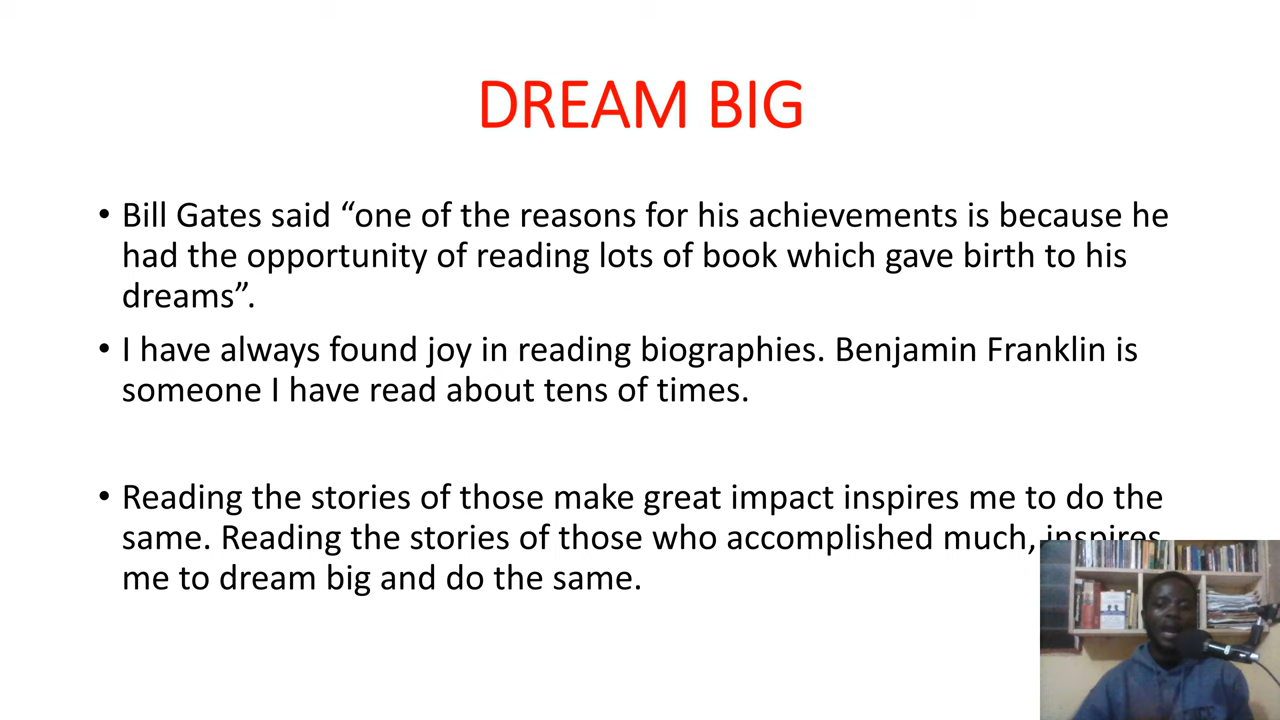 DREAM BIG
• Bill Gates said “one of the reasons for his achievements is because he
had the opportunity of reading lots of book which gave birth to his
dreams”.
• I have always found joy in reading biographies. Benjamin Franklin is
someone I have read about tens of times.
• Reading the stories of those make great impact inspires me to do the
same. Reading the stories of those who accomplished much, inspires
me to dream big and do the same.